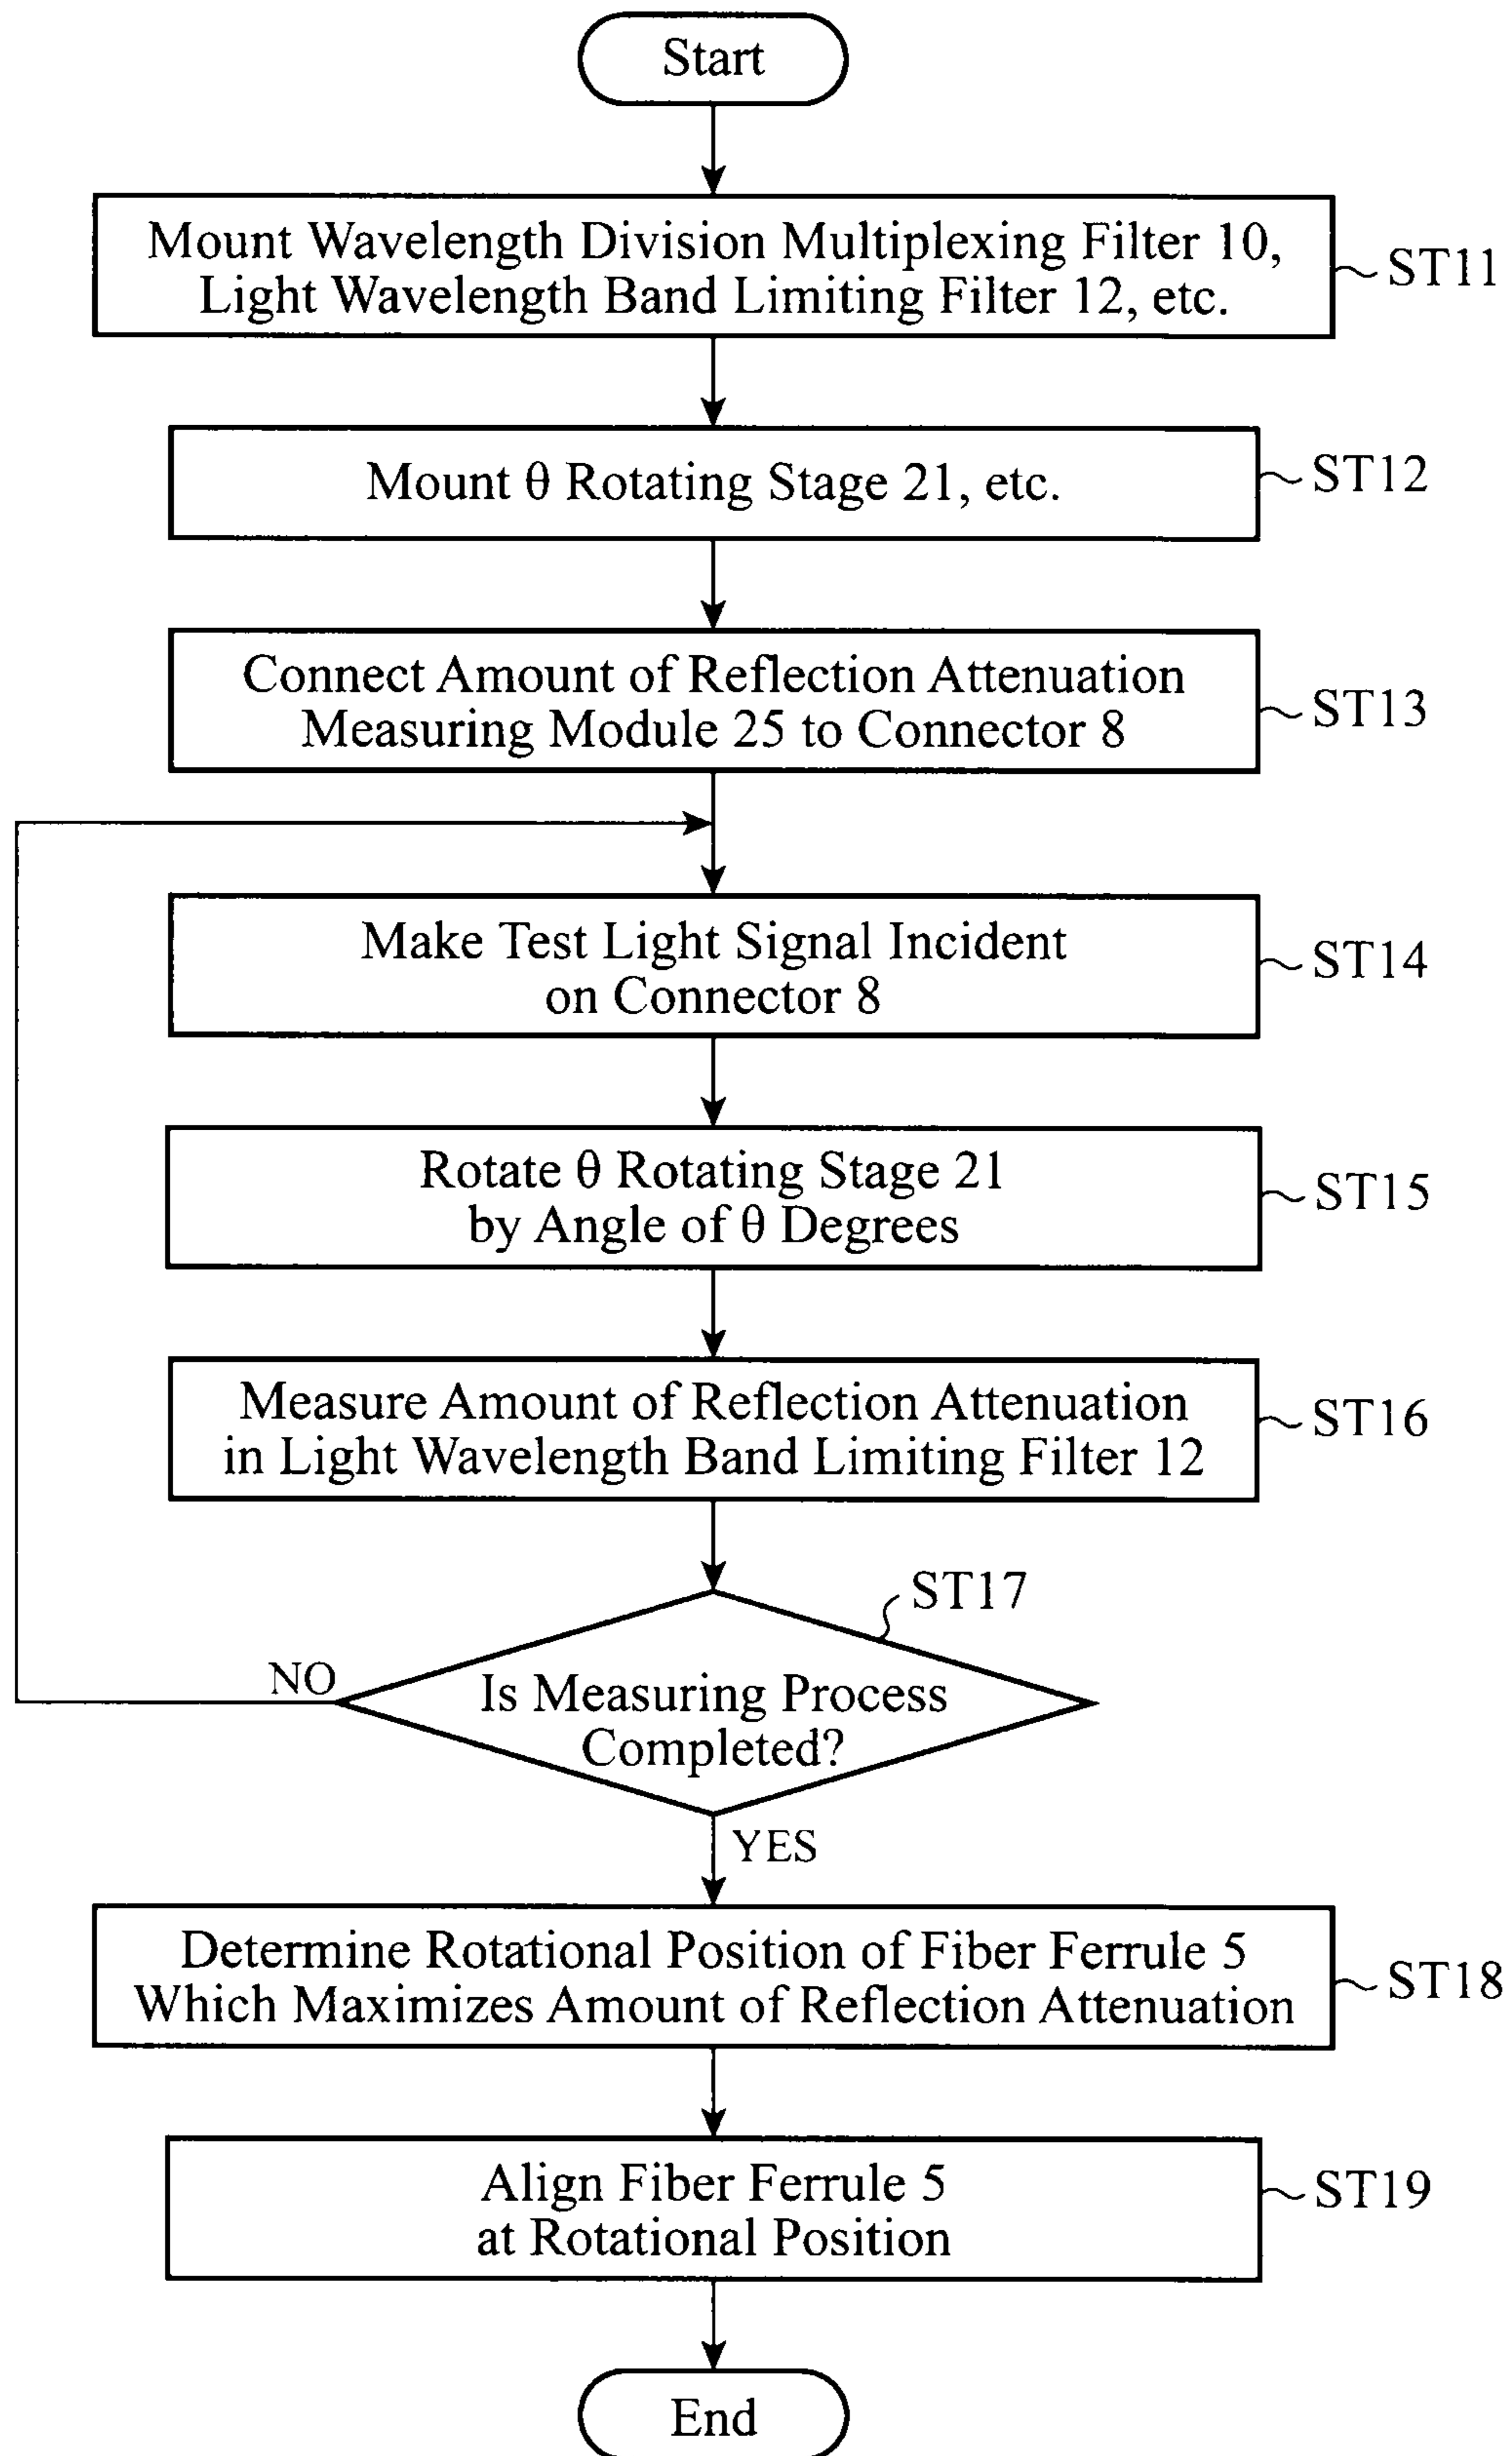 Start
Mount Wavelength Division Multiplexing Filter 10,
Light Wavelength Band Limiting Filter 12, etc.
ST11
Mount θ Rotating Stage 21, etc.
ST12
Connect Amount of Reflection Attenuation
Measuring Module 25 to Connector 8
ST13
Make Test Light Signal Incident
on Connector 8
ST14
Rotate θ Rotating Stage 21
by Angle of θ Degrees
ST15
Measure Amount of Reflection Attenuation
in Light Wavelength Band Limiting Filter 12
ST16
ST17
NO
Is Measuring Process
Completed?
YES
Determine Rotational Position of Fiber Ferrule 5
Which Maximizes Amount of Reflection Attenuation
ST18
Align Fiber Ferrule 5
at Rotational Position
ST19
End